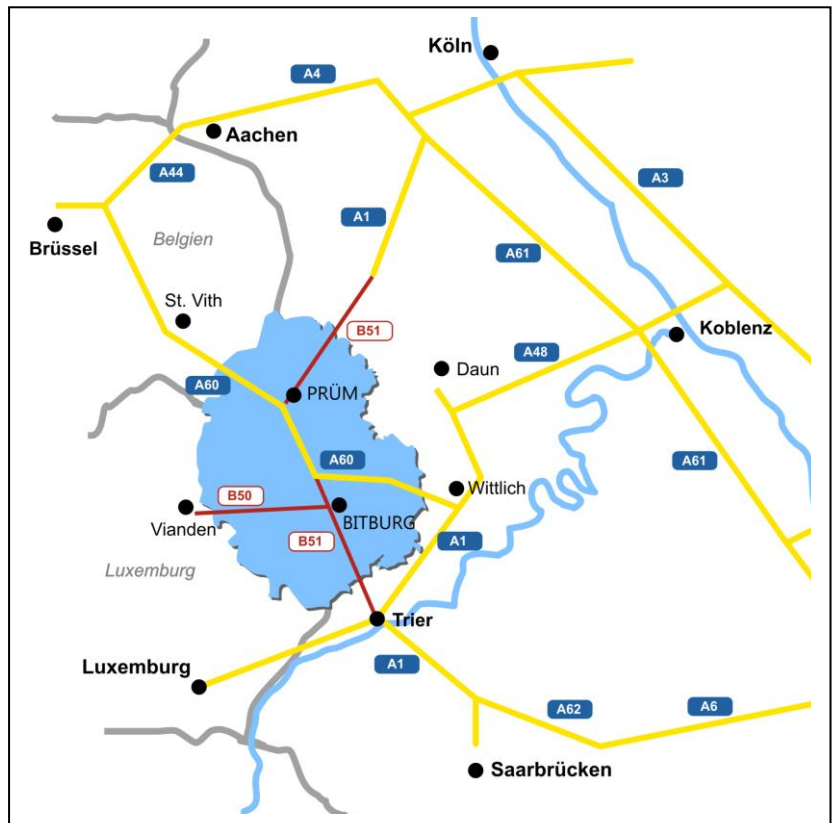 Köln
A4
Aachen
A44
A3
A1
Brüssel
Belgien
A61
St. Vith
B51
Koblenz
A48
Daun
A60
PRÜM
A60
A61
Wittlich
B50
BITBURG
Vianden
B51
A1
Luxemburg
Trier
Luxemburg
A1
A62
A6
Saarbrücken